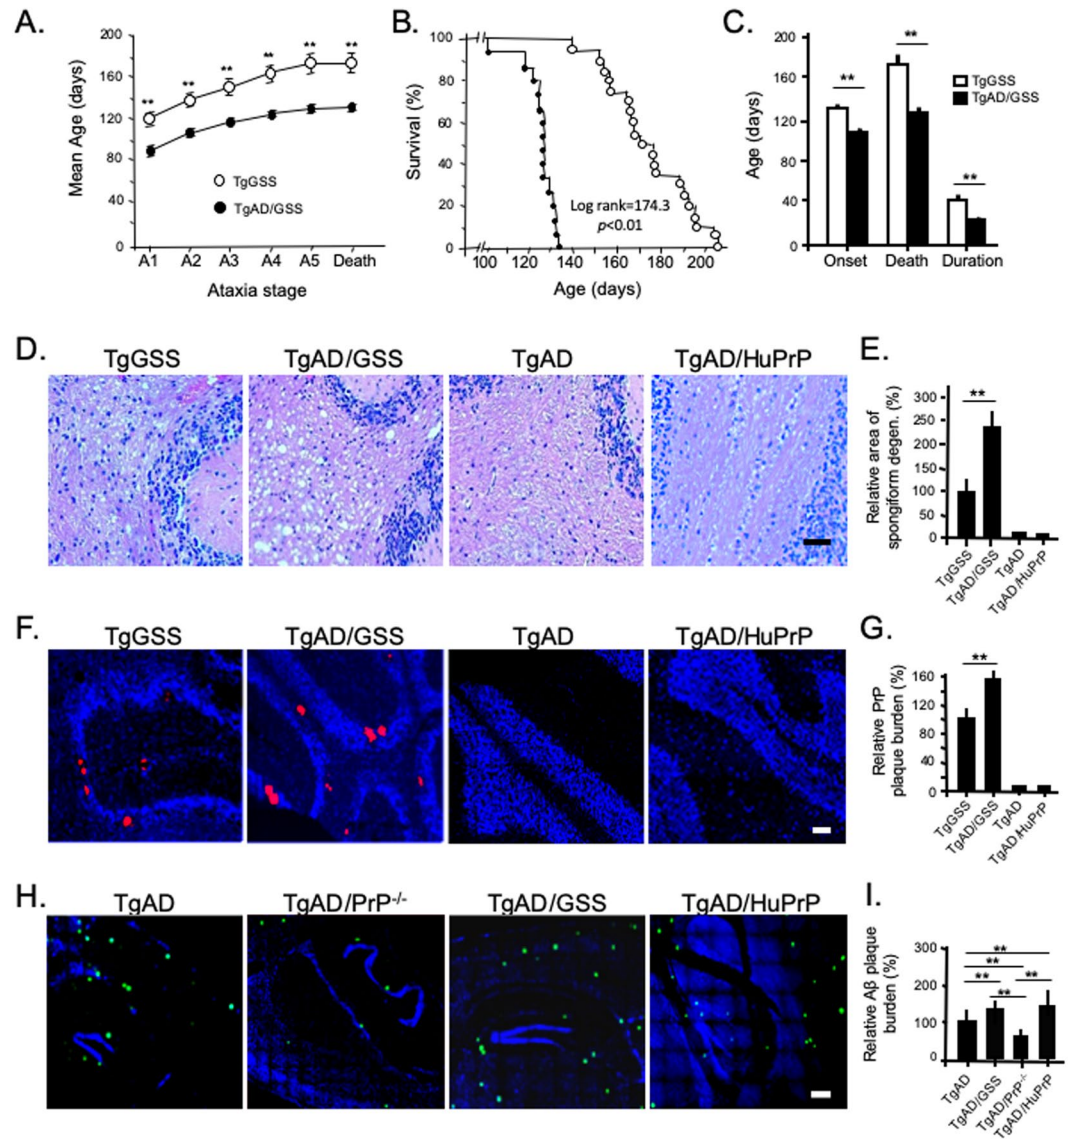 A.
B.
C.
200
160
120
80
40
0
Mean Age (days)
** ** ** ** ** **
TgGSS
TgAD/GSS
A1 A2 A3 A4 A5 Death
Ataxia stage
100
80
60
40
20
0
Survival (%)
Log rank=174.3
p<0.01
100 120 140 160 180 200
Age (days)
200
160
120
80
40
0
Age (days)
** ** **
TgGSS
TgAD/GSS
Onset Death Duration
D.
TgGSS TgAD/GSS TgAD TgAD/HuPrP
E.
Relative area of
spongiform degen. (%)
300
250
200
150
100
50
0
**
TgGSS
TgAD/GSS
TgAD
TgAD/HuPrP
F.
TgGSS TgAD/GSS TgAD TgAD/HuPrP
G.
Relative PrP
plaque burden (%)
160
120
80
40
0
**
TgGSS
TgAD/GSS
TgAD
TgAD/HuPrP
H.
TgAD TgAD/PrP-/- TgAD/GSS TgAD/HuPrP
I.
Relative Aβ plaque
burden (%)
300
200
100
0
**
**
** **
**
TgAD
TgAD/GSS
TgAD/PrP-/-
TgAD/HuPrP